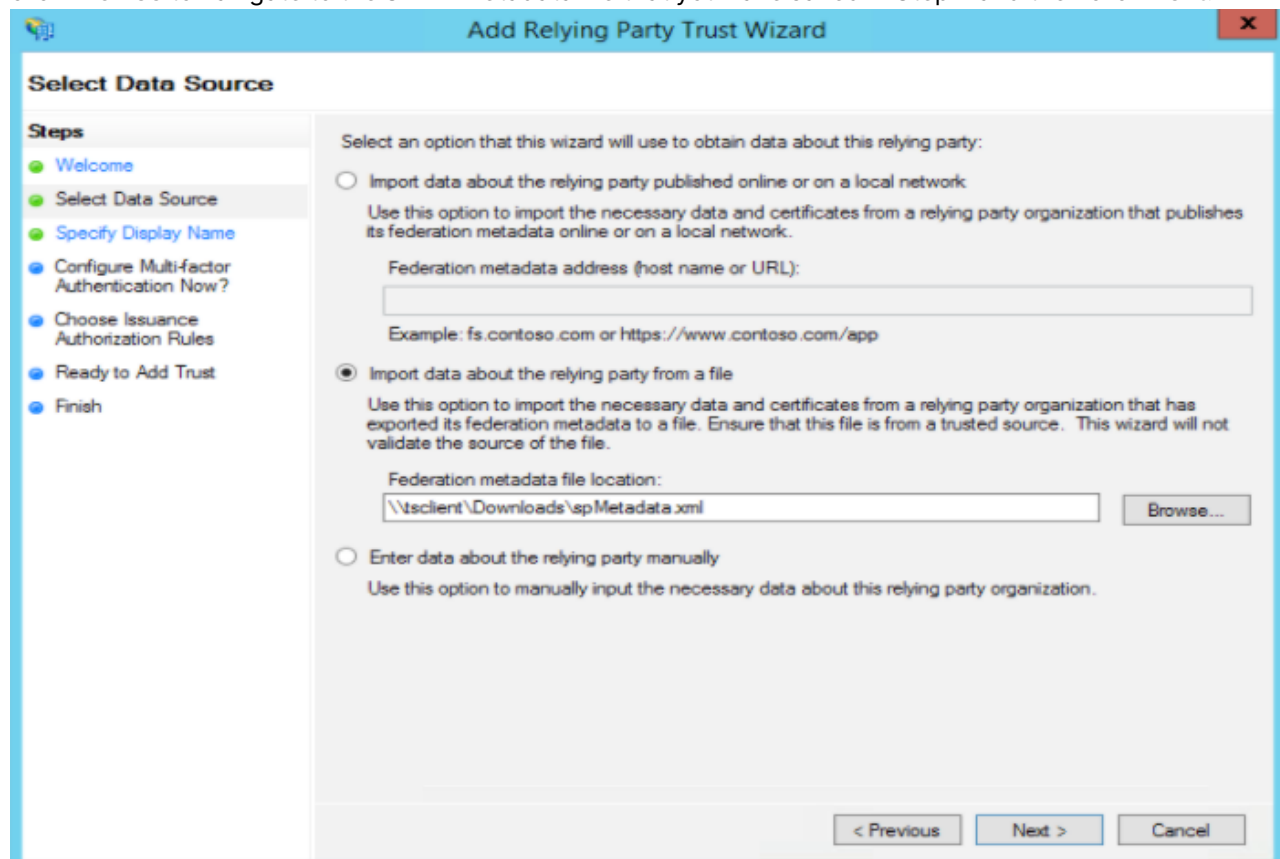 Add Relying Party Trust Wizard
x
Select Data Source
Steps
Welcome
Select Data Source
Specify Display Name
Configure Multi-factor
Authentication Now?
Choose Issuance
Authorization Rules
Ready to Add Trust
Finish
Select an option that this wizard will use to obtain data about this relying party:
Import data about the relying party published online or on a local network
Use this option to import the necessary data and certificates from a relying party organization that publishes
its federation metadata online or on a local network.
Federation metadata address (host name or URL):
Example: fs.contoso.com or https://www.contoso.com/app
Import data about the relying party from a file
Use this option to import the necessary data and certificates from a relying party organization that has
exported its federation metadata to a file. Ensure that this file is from a trusted source. This wizard will not
validate the source of the file.
Federation metadata file location:
\\tsclient\Downloads\spMetadata.xml
Browse...
Enter data about the relying party manually
Use this option to manually input the necessary data about this relying party organization.
< Previous
Next >
Cancel